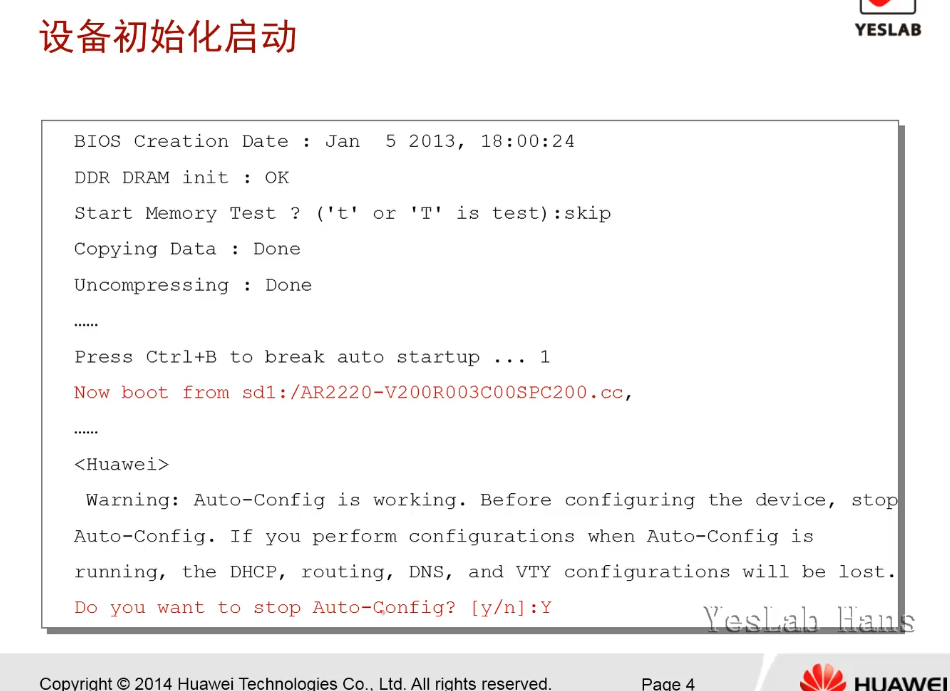 设备初始化启动
YESLAB
BIOS Creation Date : Jan  5 2013, 18:00:24
DDR DRAM init : OK
Start Memory Test ? ('t' or 'T' is test):skip
Copying Data : Done
Uncompressing : Done
……
Press Ctrl+B to break auto startup ... 1
Now boot from sd1:/AR2220-V200R003C00SPC200.cc,
……
<Huawei>
Warning: Auto-Config is working. Before configuring the device, stop
Auto-Config. If you perform configurations when Auto-Config is
running, the DHCP, routing, DNS, and VTY configurations will be lost.
Do you want to stop Auto-Config? [y/n]:Y
YesLab Hans
Copyright © 2014 Huawei Technologies Co., Ltd. All rights reserved.
Page 4
HUAWEI